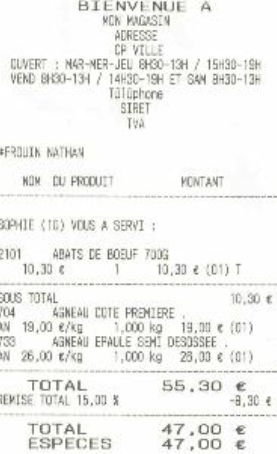 BIENVENUE A
MON MAGASIN
ADRESSE
CP VILLE
OUVERT : MAR-MER-JEU 8H30-13H / 15H30-19H
VEND 8H30-13H / 14H30-19H ET SAM 8H30-13H
Téléphone
SIRET
TVA
#FROUIN NATHAN
NOM DU PRODUIT MONTANT
SOPHIE (10) VOUS A SERVI :
2101 ABATS DE BOEUF 700G
10,30 € 1 10,30 € (01) T
SOUS TOTAL 10,30 €
704 AGNEAU COTE PREMIERE .
AN 19,00 €/kg 1,000 kg 19,00 € (01)
733 AGNEAU EPAULE SEMI DESOSSEE .
AN 26,00 €/kg 1,000 kg 26,00 € (01)
TOTAL 55,30 €
REMISE TOTAL 15,00 % -8,30 €
TOTAL 47,00 €
ESPECES 47,00 €